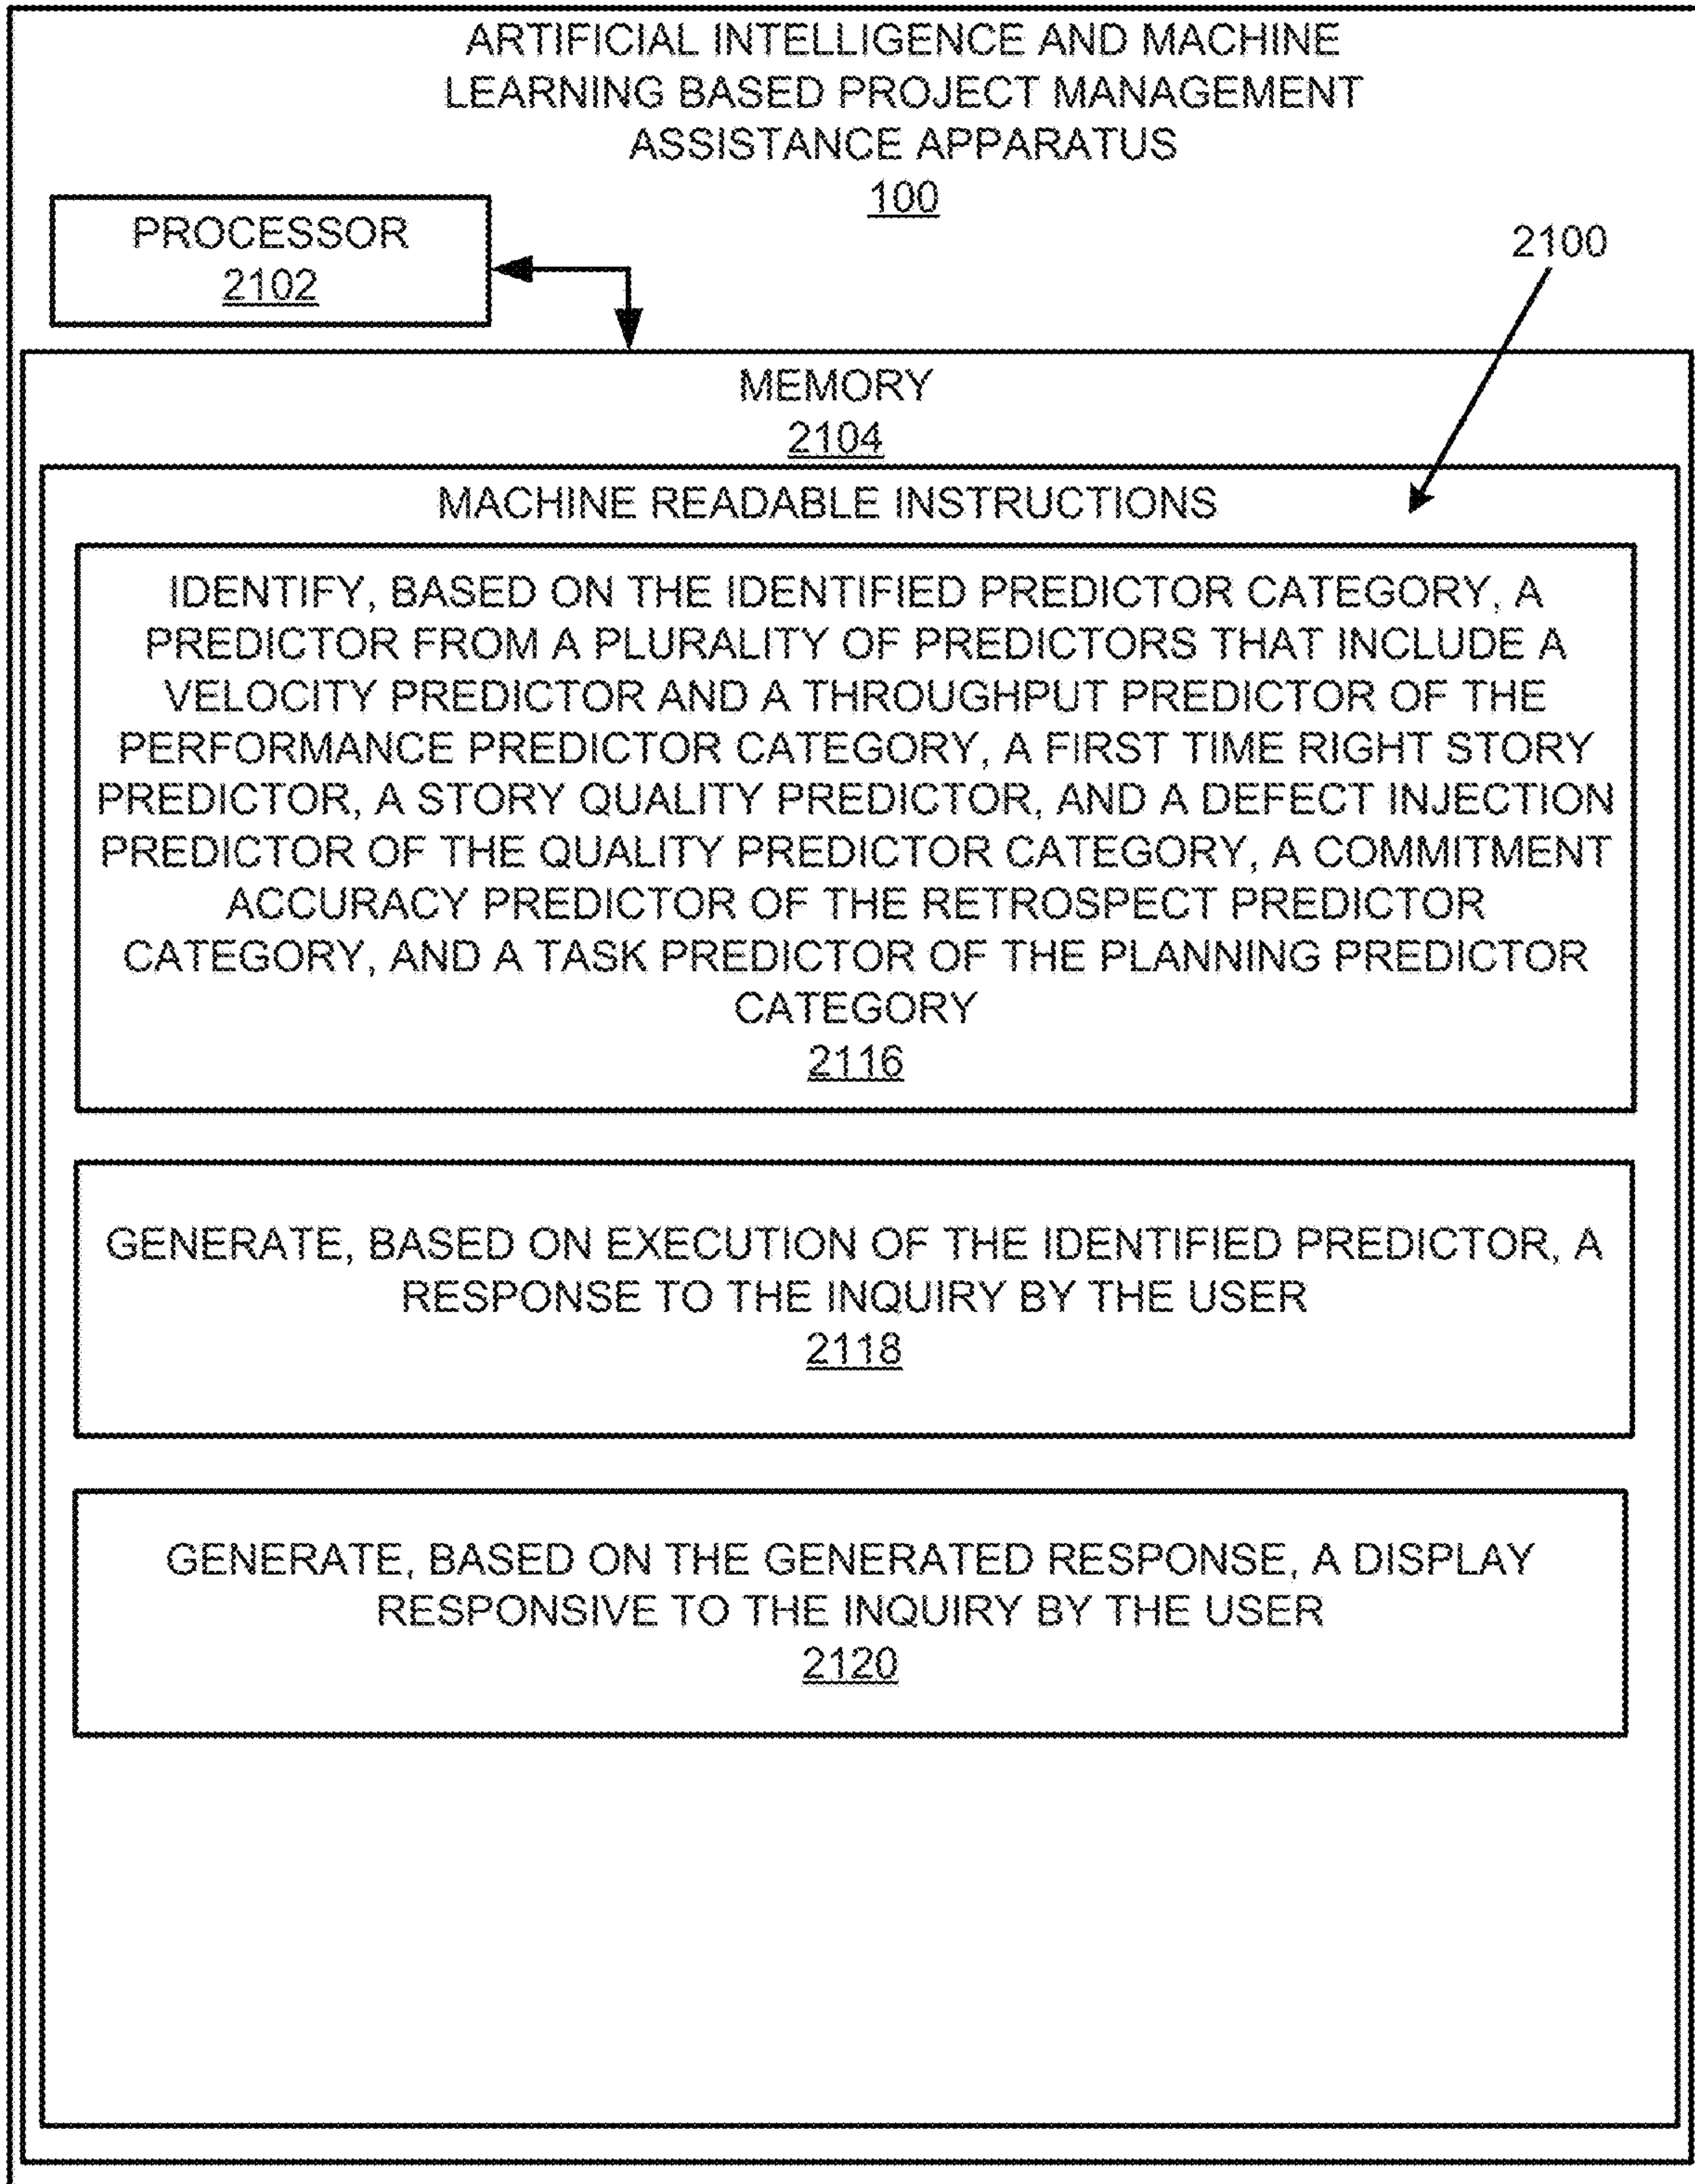 ARTIFICIAL INTELLIGENCE AND MACHINE
LEARNING BASED PROJECT MANAGEMENT
ASSISTANCE APPARATUS
100
PROCESSOR
2102
2100
MEMORY
2104
MACHINE READABLE INSTRUCTIONS
IDENTIFY, BASED ON THE IDENTIFIED PREDICTOR CATEGORY, A
PREDICTOR FROM A PLURALITY OF PREDICTORS THAT INCLUDE A
VELOCITY PREDICTOR AND A THROUGHPUT PREDICTOR OF THE
PERFORMANCE PREDICTOR CATEGORY, A FIRST TIME RIGHT STORY
PREDICTOR, A STORY QUALITY PREDICTOR, AND A DEFECT INJECTION
PREDICTOR OF THE QUALITY PREDICTOR CATEGORY, A COMMITMENT
ACCURACY PREDICTOR OF THE RETROSPECT PREDICTOR
CATEGORY, AND A TASK PREDICTOR OF THE PLANNING PREDICTOR
CATEGORY
2116
GENERATE, BASED ON EXECUTION OF THE IDENTIFIED PREDICTOR, A
RESPONSE TO THE INQUIRY BY THE USER
2118
GENERATE, BASED ON THE GENERATED RESPONSE, A DISPLAY
RESPONSIVE TO THE INQUIRY BY THE USER
2120